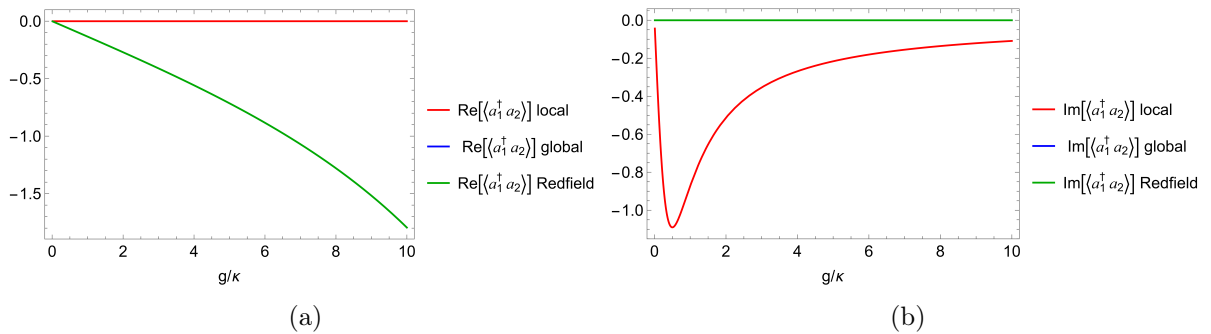 0.0
-0.5
-1.0
-1.5
0 2 4 6 8 10
g/κ
Re[⟨a₁† a₂⟩] local
Re[⟨a₁† a₂⟩] global
Re[⟨a₁† a₂⟩] Redfield
(a)
0.0
-0.2
-0.4
-0.6
-0.8
-1.0
0 2 4 6 8 10
g/κ
Im[⟨a₁† a₂⟩] local
Im[⟨a₁† a₂⟩] global
Im[⟨a₁† a₂⟩] Redfield
(b)